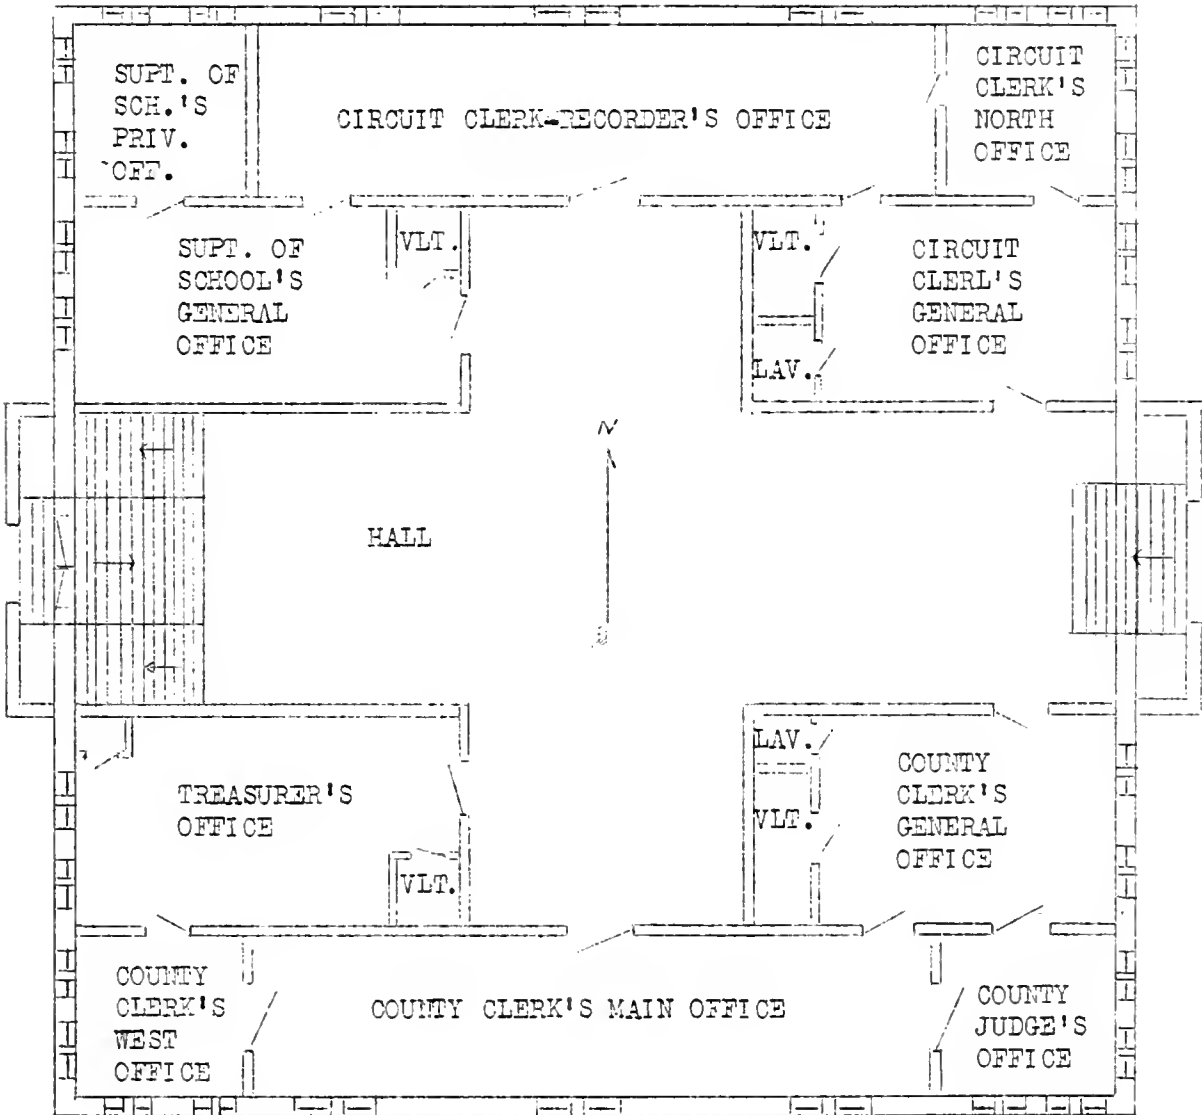 SUPT. OF
SCH.'S
PRIV.
OFF.
CIRCUIT CLERK-RECORDER'S OFFICE
CIRCUIT
CLERK'S
NORTH
OFFICE
SUPT. OF
SCHOOL'S
GENERAL
OFFICE
VLT.
VLT.
LAV.
CIRCUIT
CLERL'S
GENERAL
OFFICE
N
HALL
TREASURER'S
OFFICE
VLT.
LAV.
VLT.
COUNTY
CLERK'S
GENERAL
OFFICE
COUNTY
CLERK'S
WEST
OFFICE
COUNTY CLERK'S MAIN OFFICE
COUNTY
JUDGE'S
OFFICE